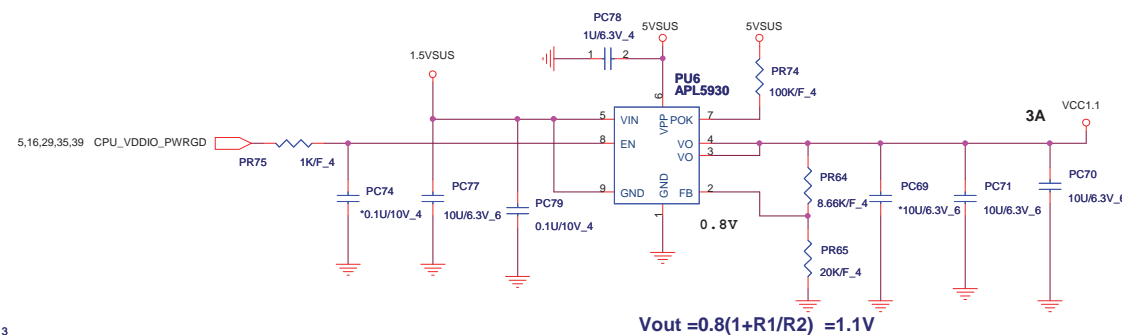 PC78
1U/6.3V_4
1 2
5VSUS
5VSUS
1.5VSUS
PR74
100K/F_4
PU6
APL5930
6
5 VIN
VPP
POK 7
8 EN
VO 4
VO 3
9 GND
GND
FB 2
1
0.8V
3A
VCC1.1
5,16,29,35,39 CPU_VDDIO_PWRGD
PR75
1K/F_4
PC74
*0.1U/10V_4
PC77
10U/6.3V_6
PC79
0.1U/10V_4
PR64
8.66K/F_4
PR65
20K/F_4
PC69
*10U/6.3V_6
PC71
10U/6.3V_6
PC70
10U/6.3V_6
Vout =0.8(1+R1/R2) =1.1V
3